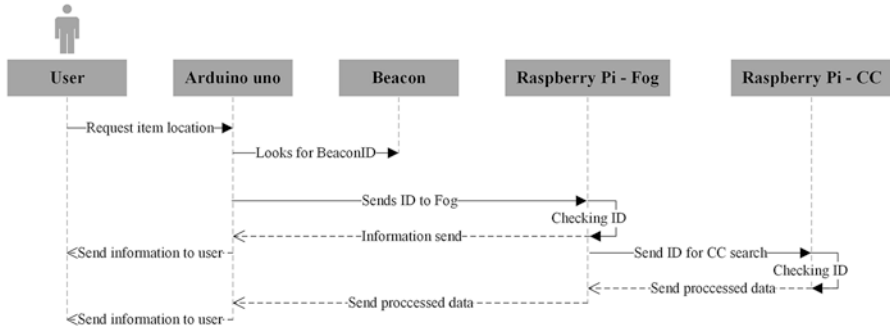 User
Arduino uno
Beacon
Raspberry Pi - Fog
Raspberry Pi - CC
Request item location
Looks for BeaconID
Sends ID to Fog
Checking ID
Information send
Send information to user
Send ID for CC search
Checking ID
Send proccessed data
Send proccessed data
Send information to user